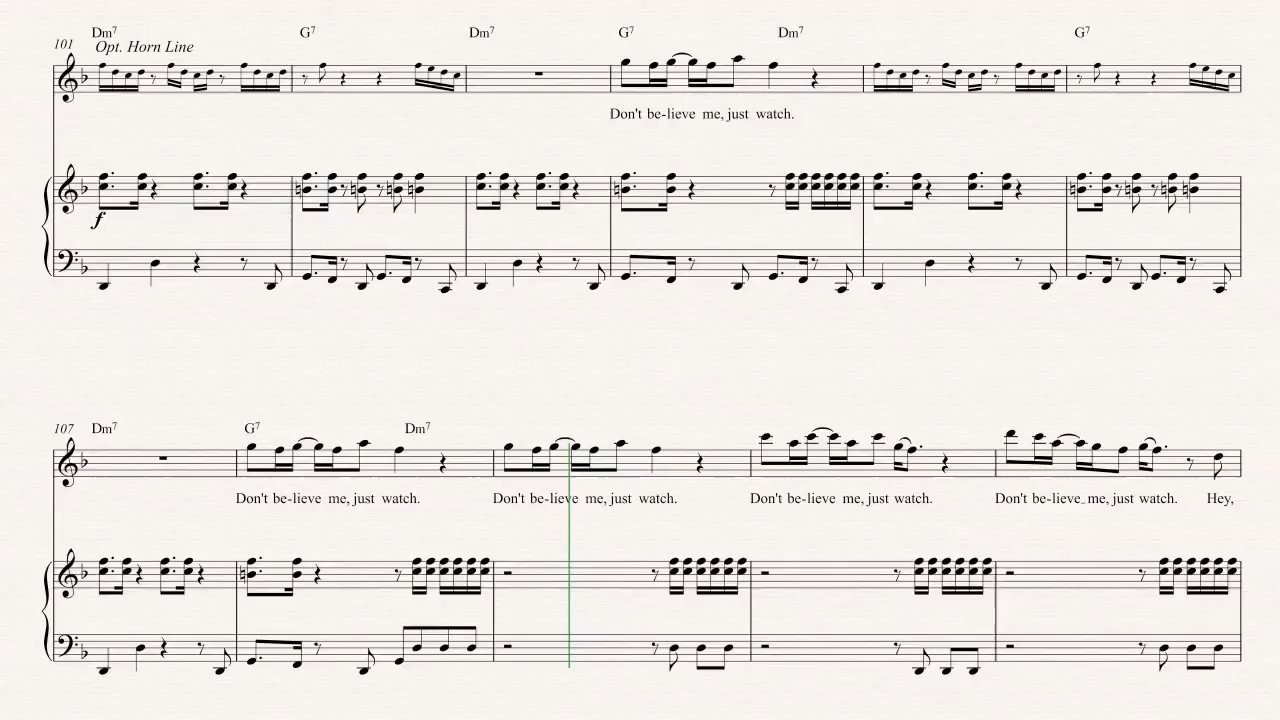 Dm7 G7 Dm7 G7 Dm7 G7
101 Opt. Horn Line
Don't be-lieve me, just watch.
f
107 Dm7 G7 Dm7
Don't be-lieve me, just watch. Don't be-lieve me, just watch. Don't be-lieve me, just watch. Don't be-lieve me, just watch. Hey,